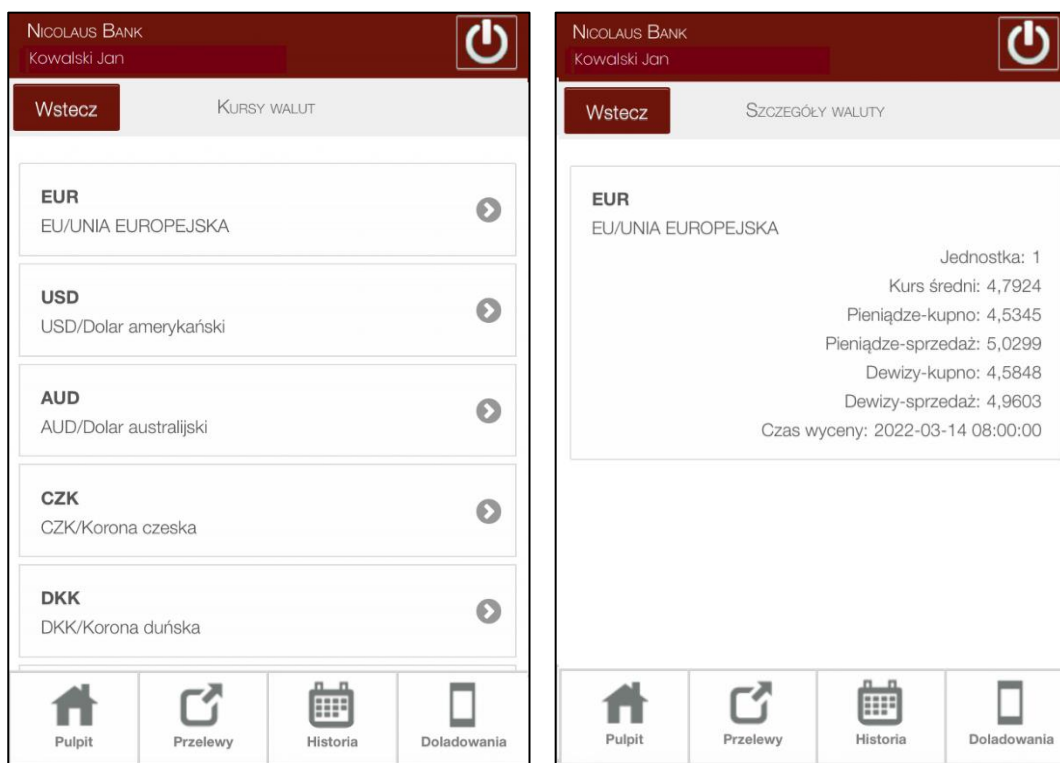 Nicolaus Bank
Kowalski Jan
Wstecz
Kursy walut
EUR
EU/UNIA EUROPEJSKA
USD
USD/Dolar amerykański
AUD
AUD/Dolar australijski
CZK
CZK/Korona czeska
DKK
DKK/Korona duńska
Pulpit
Przelewy
Historia
Doladowania
Nicolaus Bank
Kowalski Jan
Wstecz
Szczegóły waluty
EUR
EU/UNIA EUROPEJSKA
Jednostka: 1
Kurs średni: 4,7924
Pieniądze-kupno: 4,5345
Pieniądze-sprzedaż: 5,0299
Dewizy-kupno: 4,5848
Dewizy-sprzedaż: 4,9603
Czas wyceny: 2022-03-14 08:00:00
Pulpit
Przelewy
Historia
Doladowania